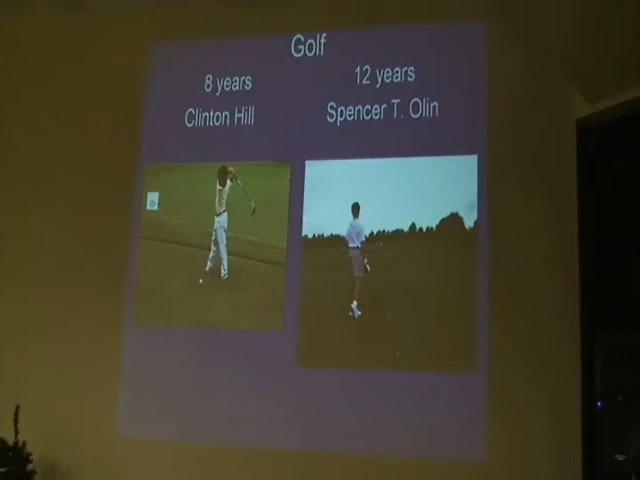 Golf
8 years
12 years
Clinton Hill
Spencer T. Olin